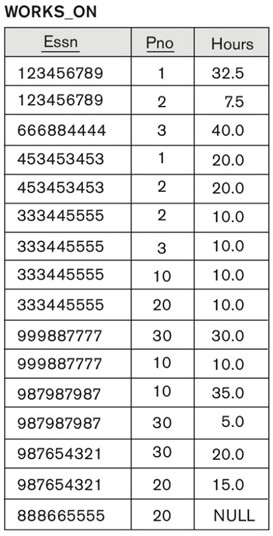 WORKS_ON
Essn Pno Hours
123456789 1 32.5
123456789 2 7.5
666884444 3 40.0
453453453 1 20.0
453453453 2 20.0
333445555 2 10.0
333445555 3 10.0
333445555 10 10.0
333445555 20 10.0
999887777 30 30.0
999887777 10 10.0
987987987 10 35.0
987987987 30 5.0
987654321 30 20.0
987654321 20 15.0
888665555 20 NULL